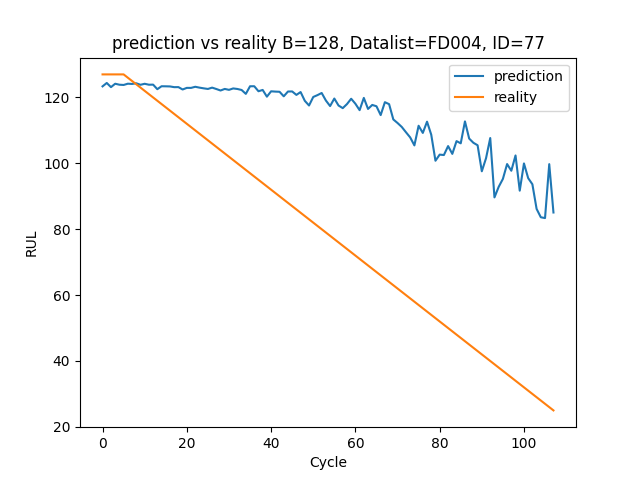 prediction vs reality B=128, Datalist=FD004, ID=77
prediction
reality
RUL
120
100
80
60
40
20
0 20 40 60 80 100
Cycle